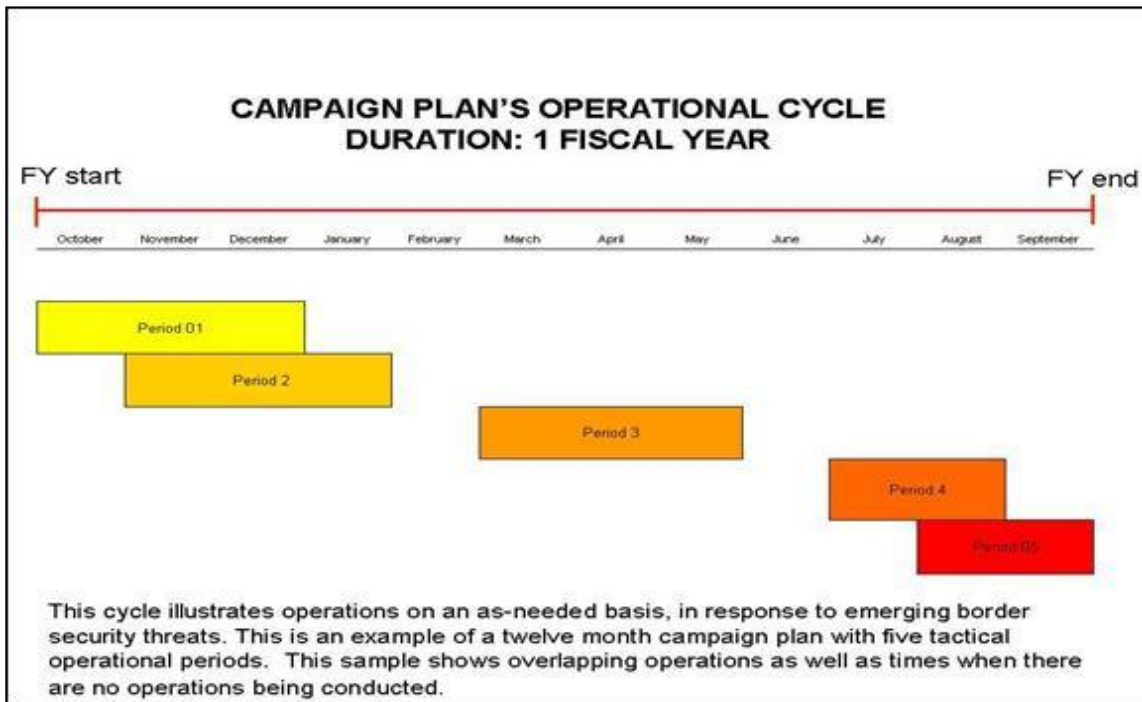 CAMPAIGN PLAN'S OPERATIONAL CYCLE
DURATION: 1 FISCAL YEAR
FY start
FY end
October November December January February March April May June July August September
Period 01
Period 2
Period 3
Period 4
Period 05
This cycle illustrates operations on an as-needed basis, in response to emerging border
security threats. This is an example of a twelve month campaign plan with five tactical
operational periods. This sample shows overlapping operations as well as times when there
are no operations being conducted.